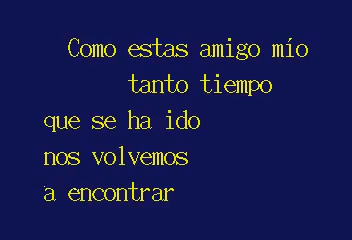 Como estas amigo mío
tanto tiempo
que se ha ido
nos volvemos
a encontrar